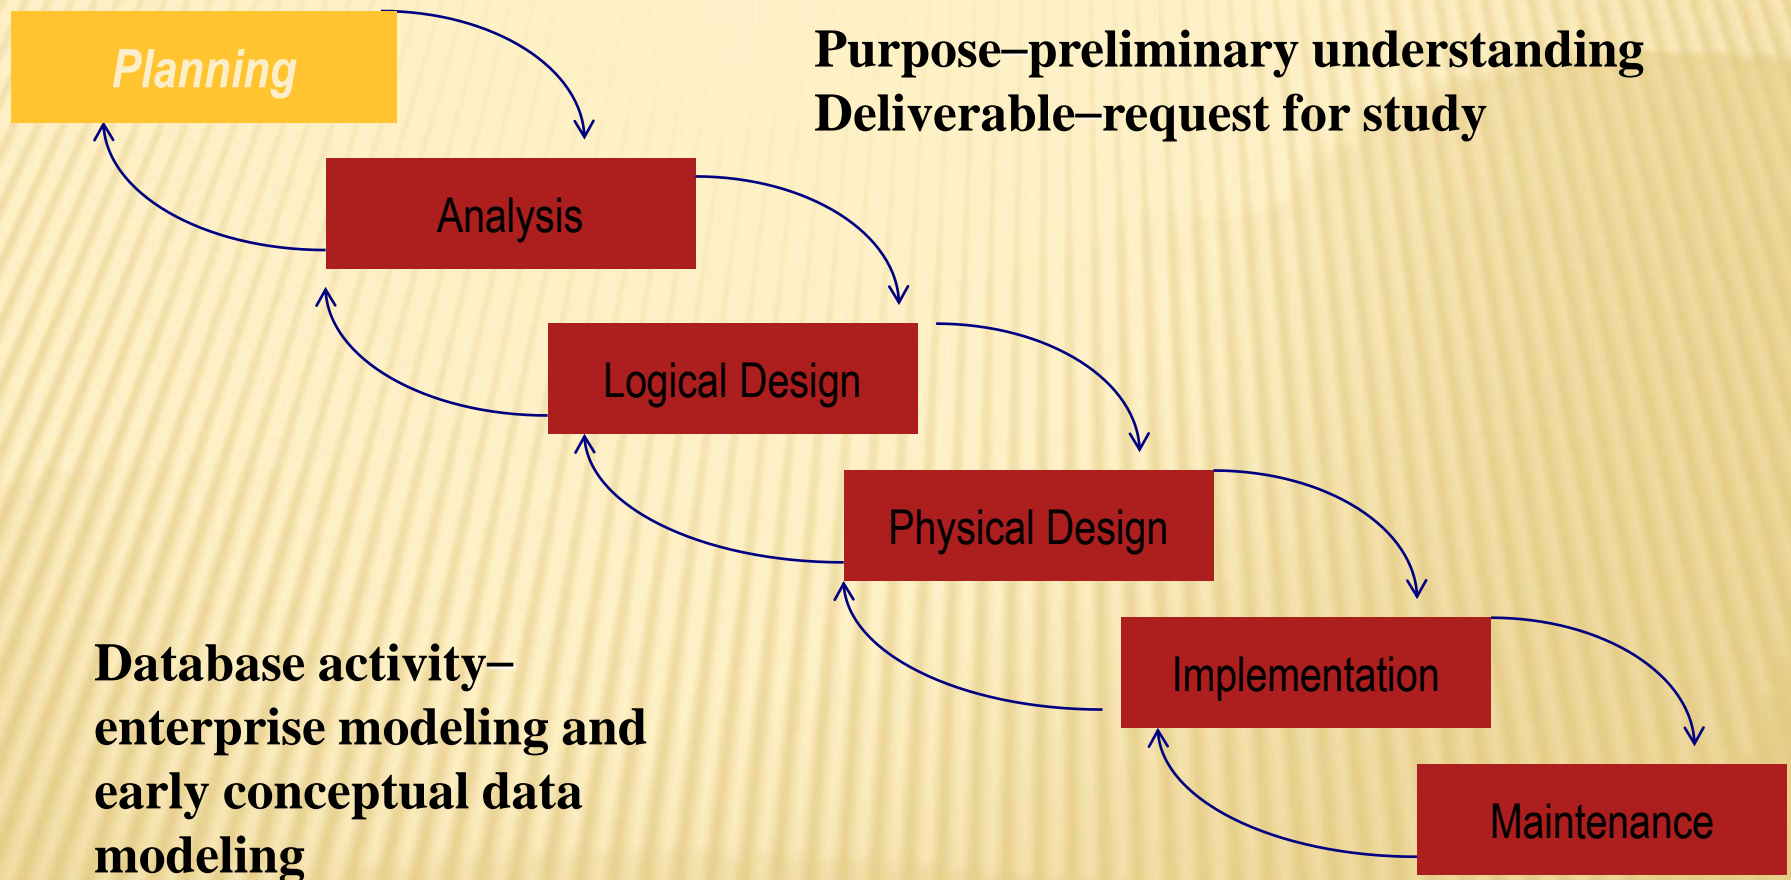 Planning
Purpose–preliminary understanding
Deliverable–request for study
Analysis
Logical Design
Physical Design
Implementation
Maintenance
Database activity–
enterprise modeling and
early conceptual data
modeling